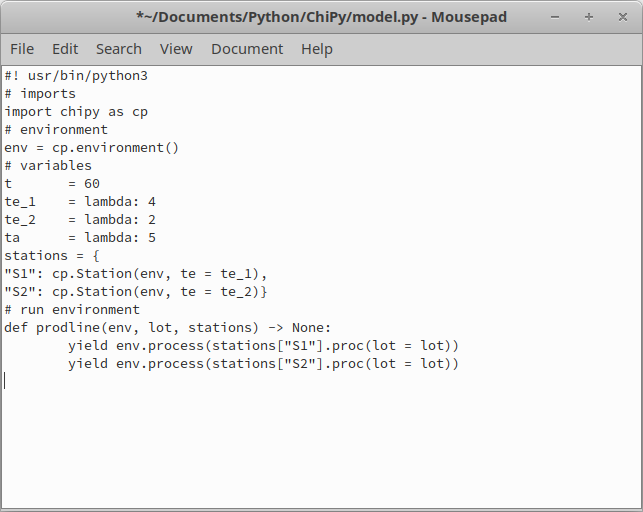 *~/Documents/Python/ChiPy/model.py - Mousepad
File Edit Search View Document Help
#! usr/bin/python3
# imports
import chipy as cp
# environment
env = cp.environment()
# variables
t       = 60
te_1    = lambda: 4
te_2    = lambda: 2
ta      = lambda: 5
stations = {
"S1": cp.Station(env, te = te_1),
"S2": cp.Station(env, te = te_2)}
# run environment
def prodline(env, lot, stations) -> None:
        yield env.process(stations["S1"].proc(lot = lot))
        yield env.process(stations["S2"].proc(lot = lot))